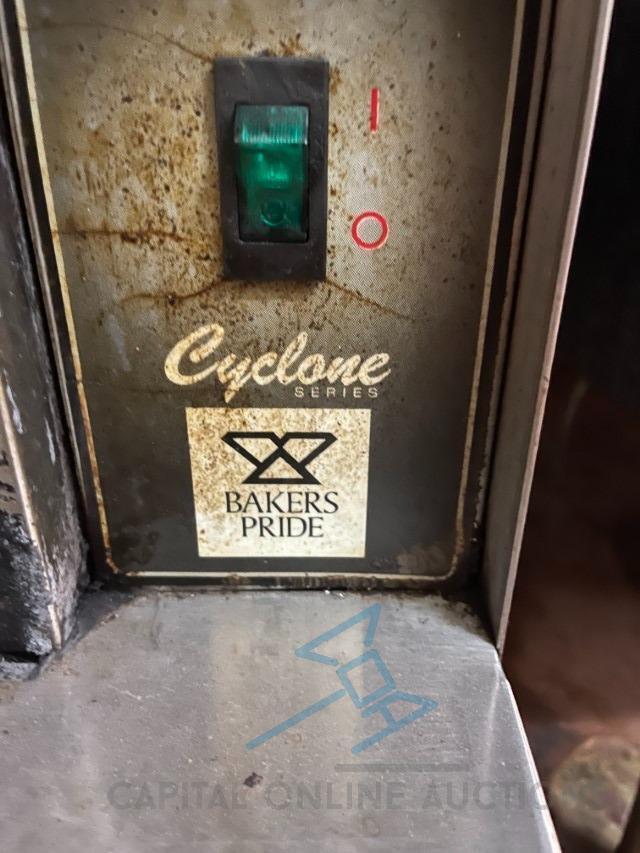 I
O
Cyclone
SERIES
BAKERS
PRIDE
CAPITAL ONLINE AUCTIONS